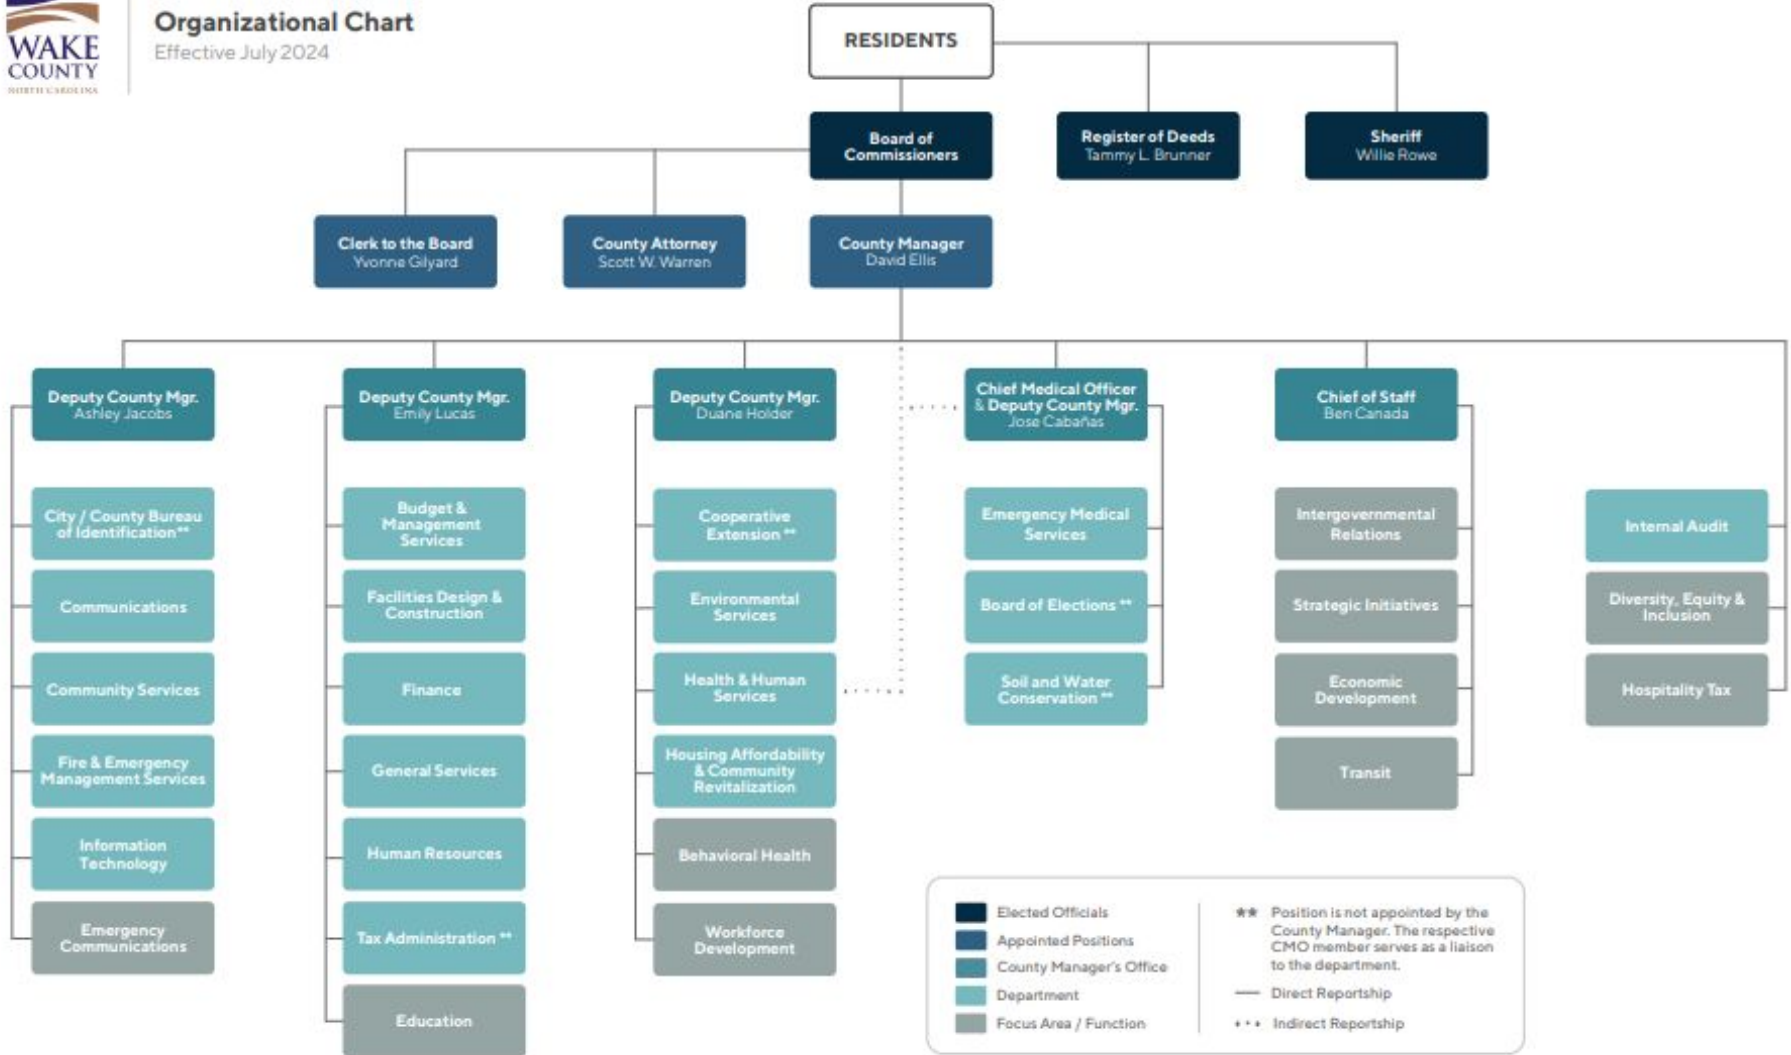 WAKE
COUNTY
NORTH CAROLINA
Organizational Chart
Effective July 2024
RESIDENTS
Board of
Commissioners
Register of Deeds
Tammy L. Brunner
Sheriff
Willie Rowe
Clerk to the Board
Yvonne Gilyard
County Attorney
Scott W. Warren
County Manager
David Ellis
Deputy County Mgr.
Ashley Jacobs
Deputy County Mgr.
Emily Lucas
Deputy County Mgr.
Duane Holder
Chief Medical Officer
& Deputy County Mgr.
Jose Cabañas
Chief of Staff
Ben Canada
City / County Bureau
of Identification**
Communications
Community Services
Fire & Emergency
Management Services
Information
Technology
Emergency
Communications
Budget &
Management
Services
Facilities Design &
Construction
Finance
General Services
Human Resources
Tax Administration **
Education
Cooperative
Extension **
Environmental
Services
Health & Human
Services
Housing Affordability
& Community
Revitalization
Behavioral Health
Workforce
Development
Emergency Medical
Services
Board of Elections **
Soil and Water
Conservation **
Intergovernmental
Relations
Strategic Initiatives
Economic
Development
Transit
Internal Audit
Diversity, Equity &
Inclusion
Hospitality Tax
Elected Officials
Appointed Positions
County Manager's Office
Department
Focus Area / Function
** Position is not appointed by the
County Manager. The respective
CMO member serves as a liaison
to the department.
Direct Reportship
Indirect Reportship